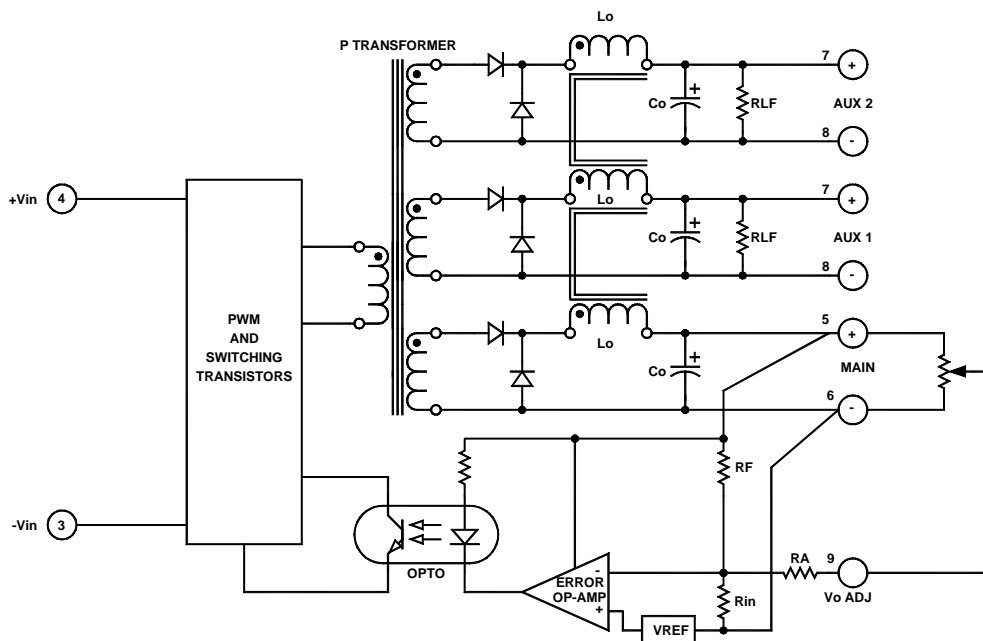 Lo
P TRANSFORMER
7
+
+
Co
RLF
AUX 2
8
-
+Vin
4
Lo
7
+
+
Co
RLF
AUX 1
8
-
PWM
AND
SWITCHING
TRANSISTORS
Lo
5
+
+
Co
MAIN
6
-
RF
-Vin
3
OPTO
ERROR
OP-AMP
-
+
RA
9
Vo ADJ
Rin
VREF